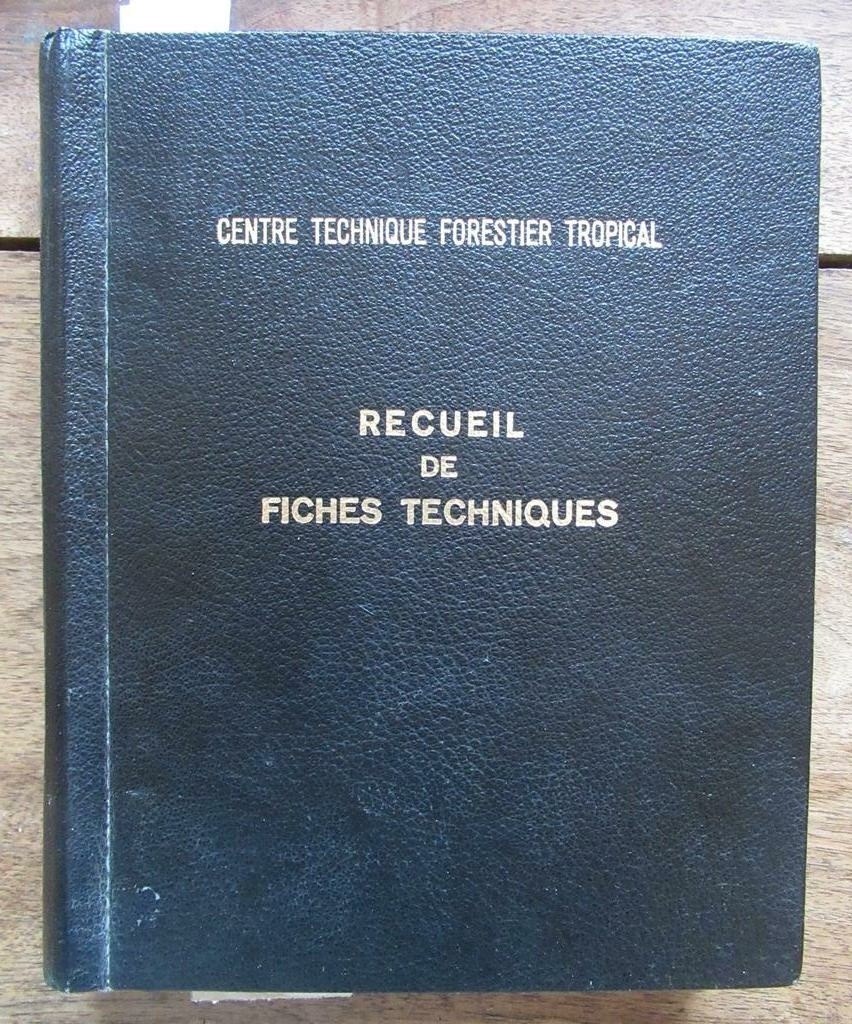 CENTRE TECHNIQUE FORESTIER TROPICAL
RECUEIL
DE
FICHES TECHNIQUES